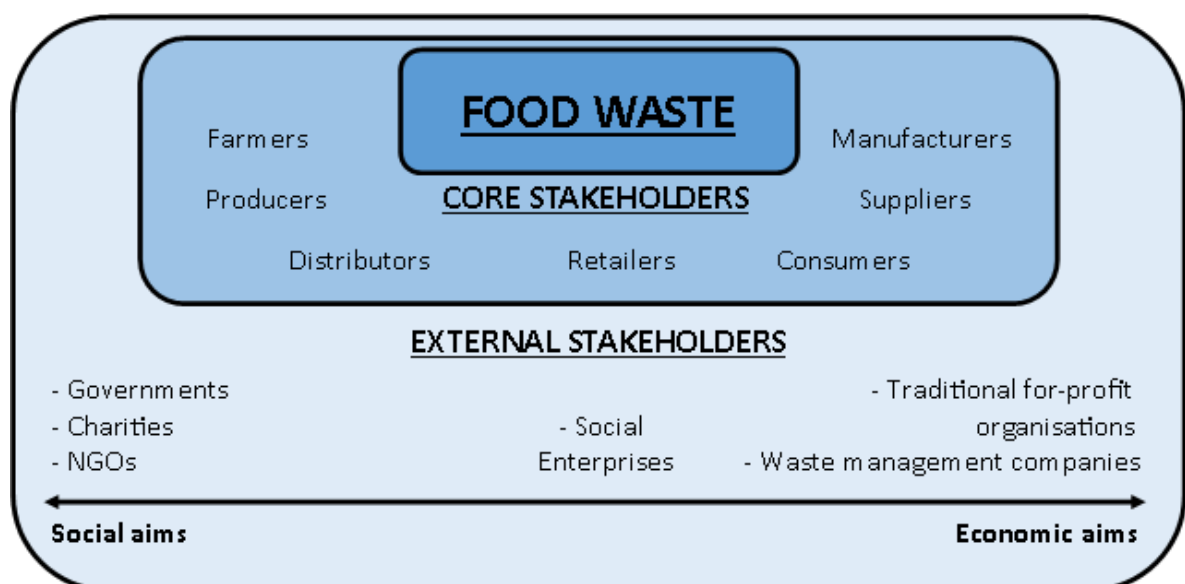 FOOD WASTE
Farmers
Manufacturers
Producers
CORE STAKEHOLDERS
Suppliers
Distributors
Retailers
Consumers
EXTERNAL STAKEHOLDERS
- Governments
- Charities
- NGOs
- Social
Enterprises
- Traditional for-profit
organisations
- Waste management companies
Social aims
Economic aims